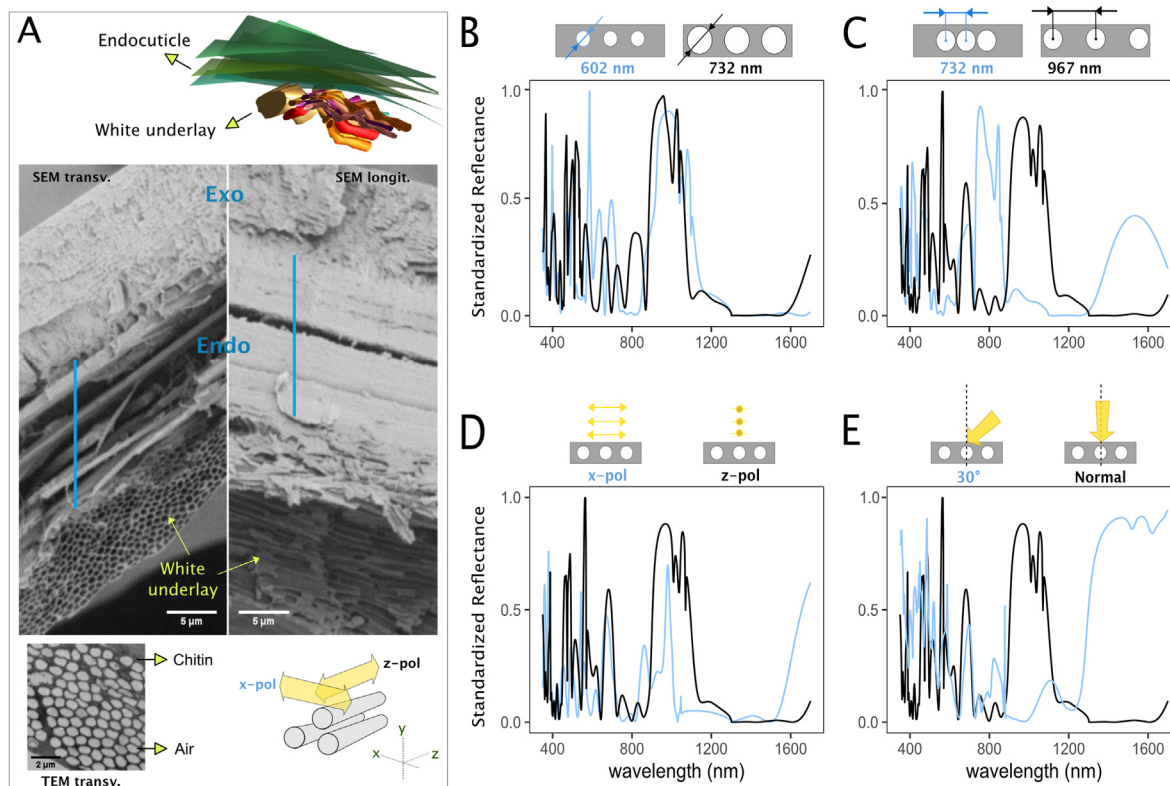 A
Endocuticle
White underlay
SEM transv.
SEM longit.
Exo
Endo
White
underlay
5 µm
5 µm
Chitin
Air
2 µm
TEM transv.
z-pol
x-pol
y
x
z
B
602 nm
732 nm
Standardized Reflectance
1.0
0.5
0.0
400
800
1200
1600
C
732 nm
967 nm
1.0
0.5
0.0
400
800
1200
1600
D
x-pol
z-pol
Standardized Reflectance
1.0
0.5
0.0
400
800
1200
1600
wavelength (nm)
E
30°
Normal
1.0
0.5
0.0
400
800
1200
1600
wavelength (nm)